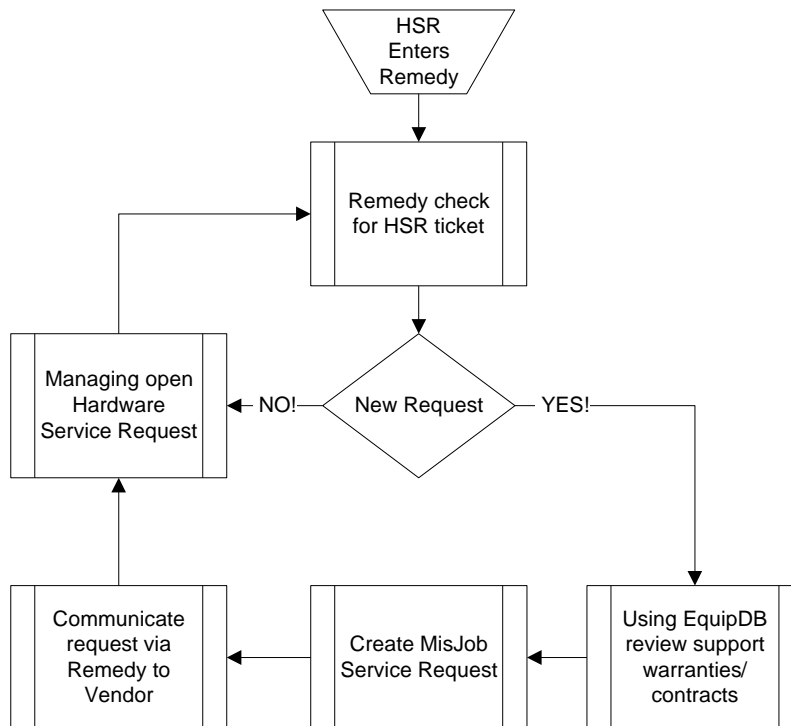 HSR
Enters
Remedy
Remedy check
for HSR ticket
Managing open
Hardware
Service Request
NO!
New Request
YES!
Communicate
request via
Remedy to
Vendor
Create MisJob
Service Request
Using EquipDB
review support
warranties/
contracts